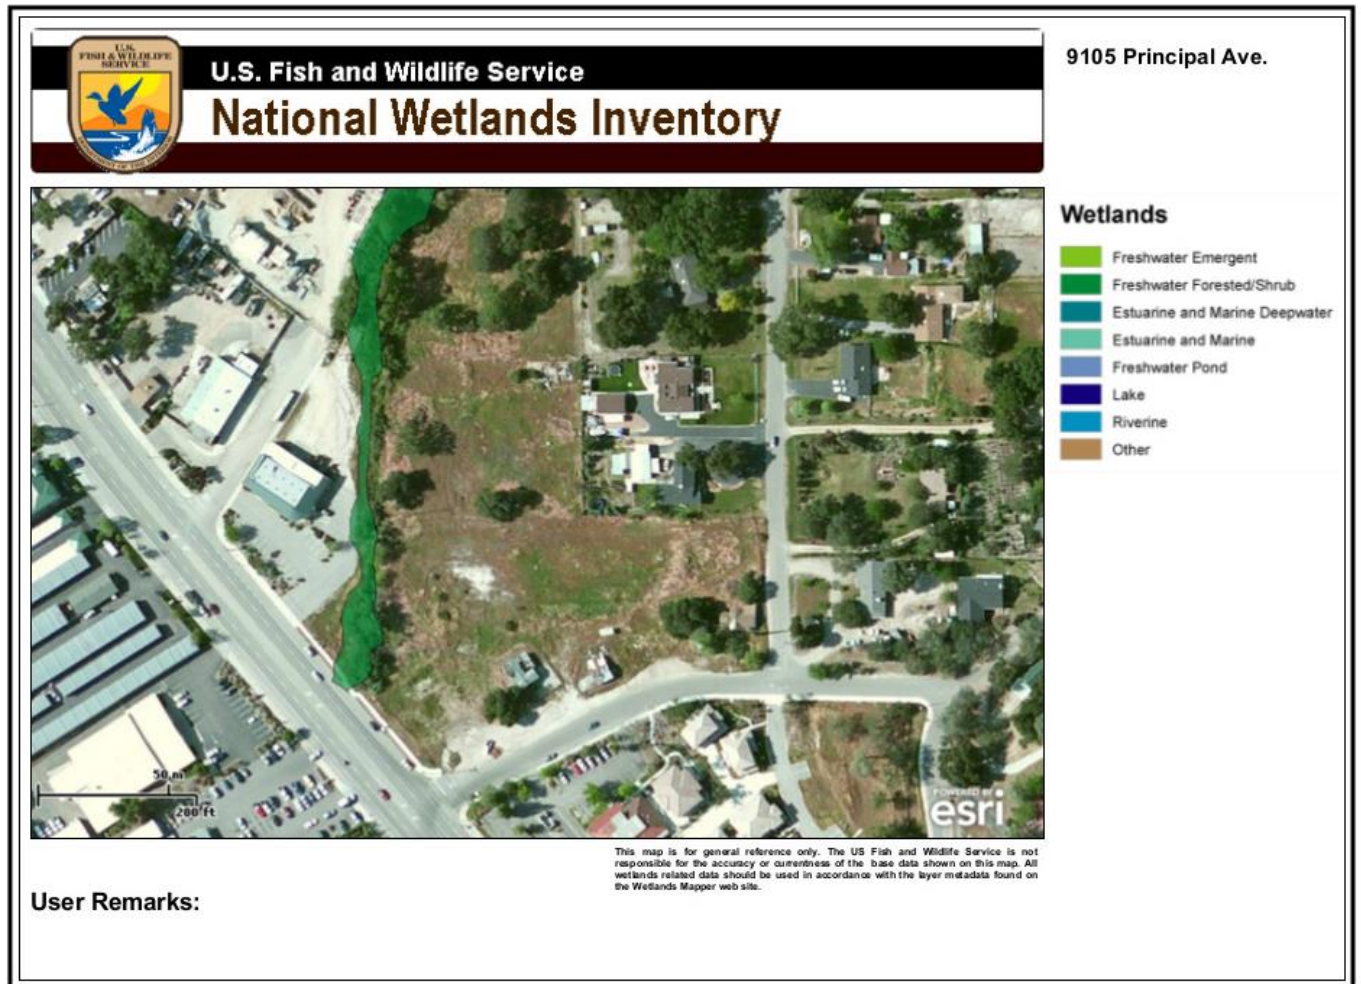 U.S.
FISH & WILDLIFE
SERVICE
DEPARTMENT OF THE INTERIOR
U.S. Fish and Wildlife Service
National Wetlands Inventory
9105 Principal Ave.
Wetlands
Freshwater Emergent
Freshwater Forested/Shrub
Estuarine and Marine Deepwater
Estuarine and Marine
Freshwater Pond
Lake
Riverine
Other
50 m
200 ft
POWERED BY
esri
This map is for general reference only. The US Fish and Wildlife Service is not
responsible for the accuracy or currentness of the base data shown on this map. All
wetlands related data should be used in accordance with the layer metadata found on
the Wetlands Mapper web site.
User Remarks: